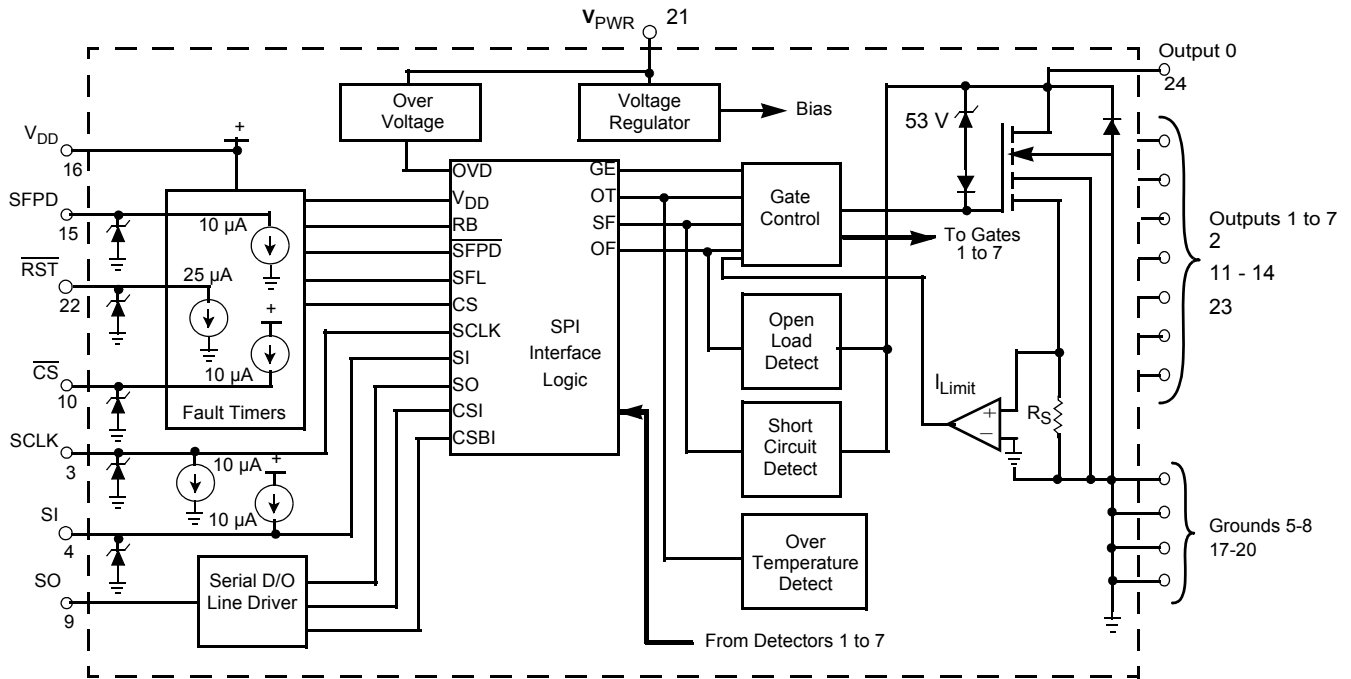 VPWR 21
Output 0
24
Over
Voltage
Voltage
Regulator
Bias
53 V
+
VDD
16
SFPD
15
10 µA
RST
22
25 µA
+
CS
10
10 µA
Fault Timers
SCLK
3
10 µA
+
SI
4
10 µA
SO
9
Serial D/O
Line Driver
OVD
VDD
RB
SFPD
SFL
CS
SCLK
SI
SO
CSI
CSBI
GE
OT
SF
OF
SPI
Interface
Logic
Gate
Control
To Gates
1 to 7
Open
Load
Detect
Short
Circuit
Detect
Over
Temperature
Detect
From Detectors 1 to 7
ILimit
+
−
RS
Outputs 1 to 7
2
11 - 14
23
Grounds 5-8
17-20